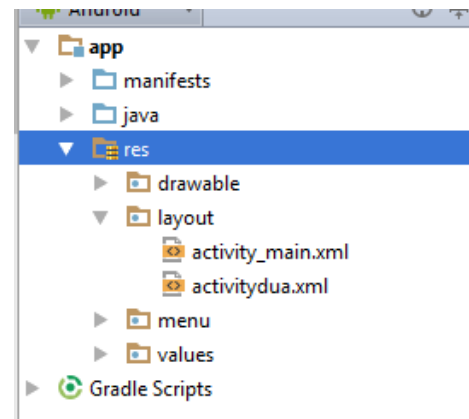 Android
app
manifests
java
res
drawable
layout
activity_main.xml
activitydua.xml
menu
values
Gradle Scripts